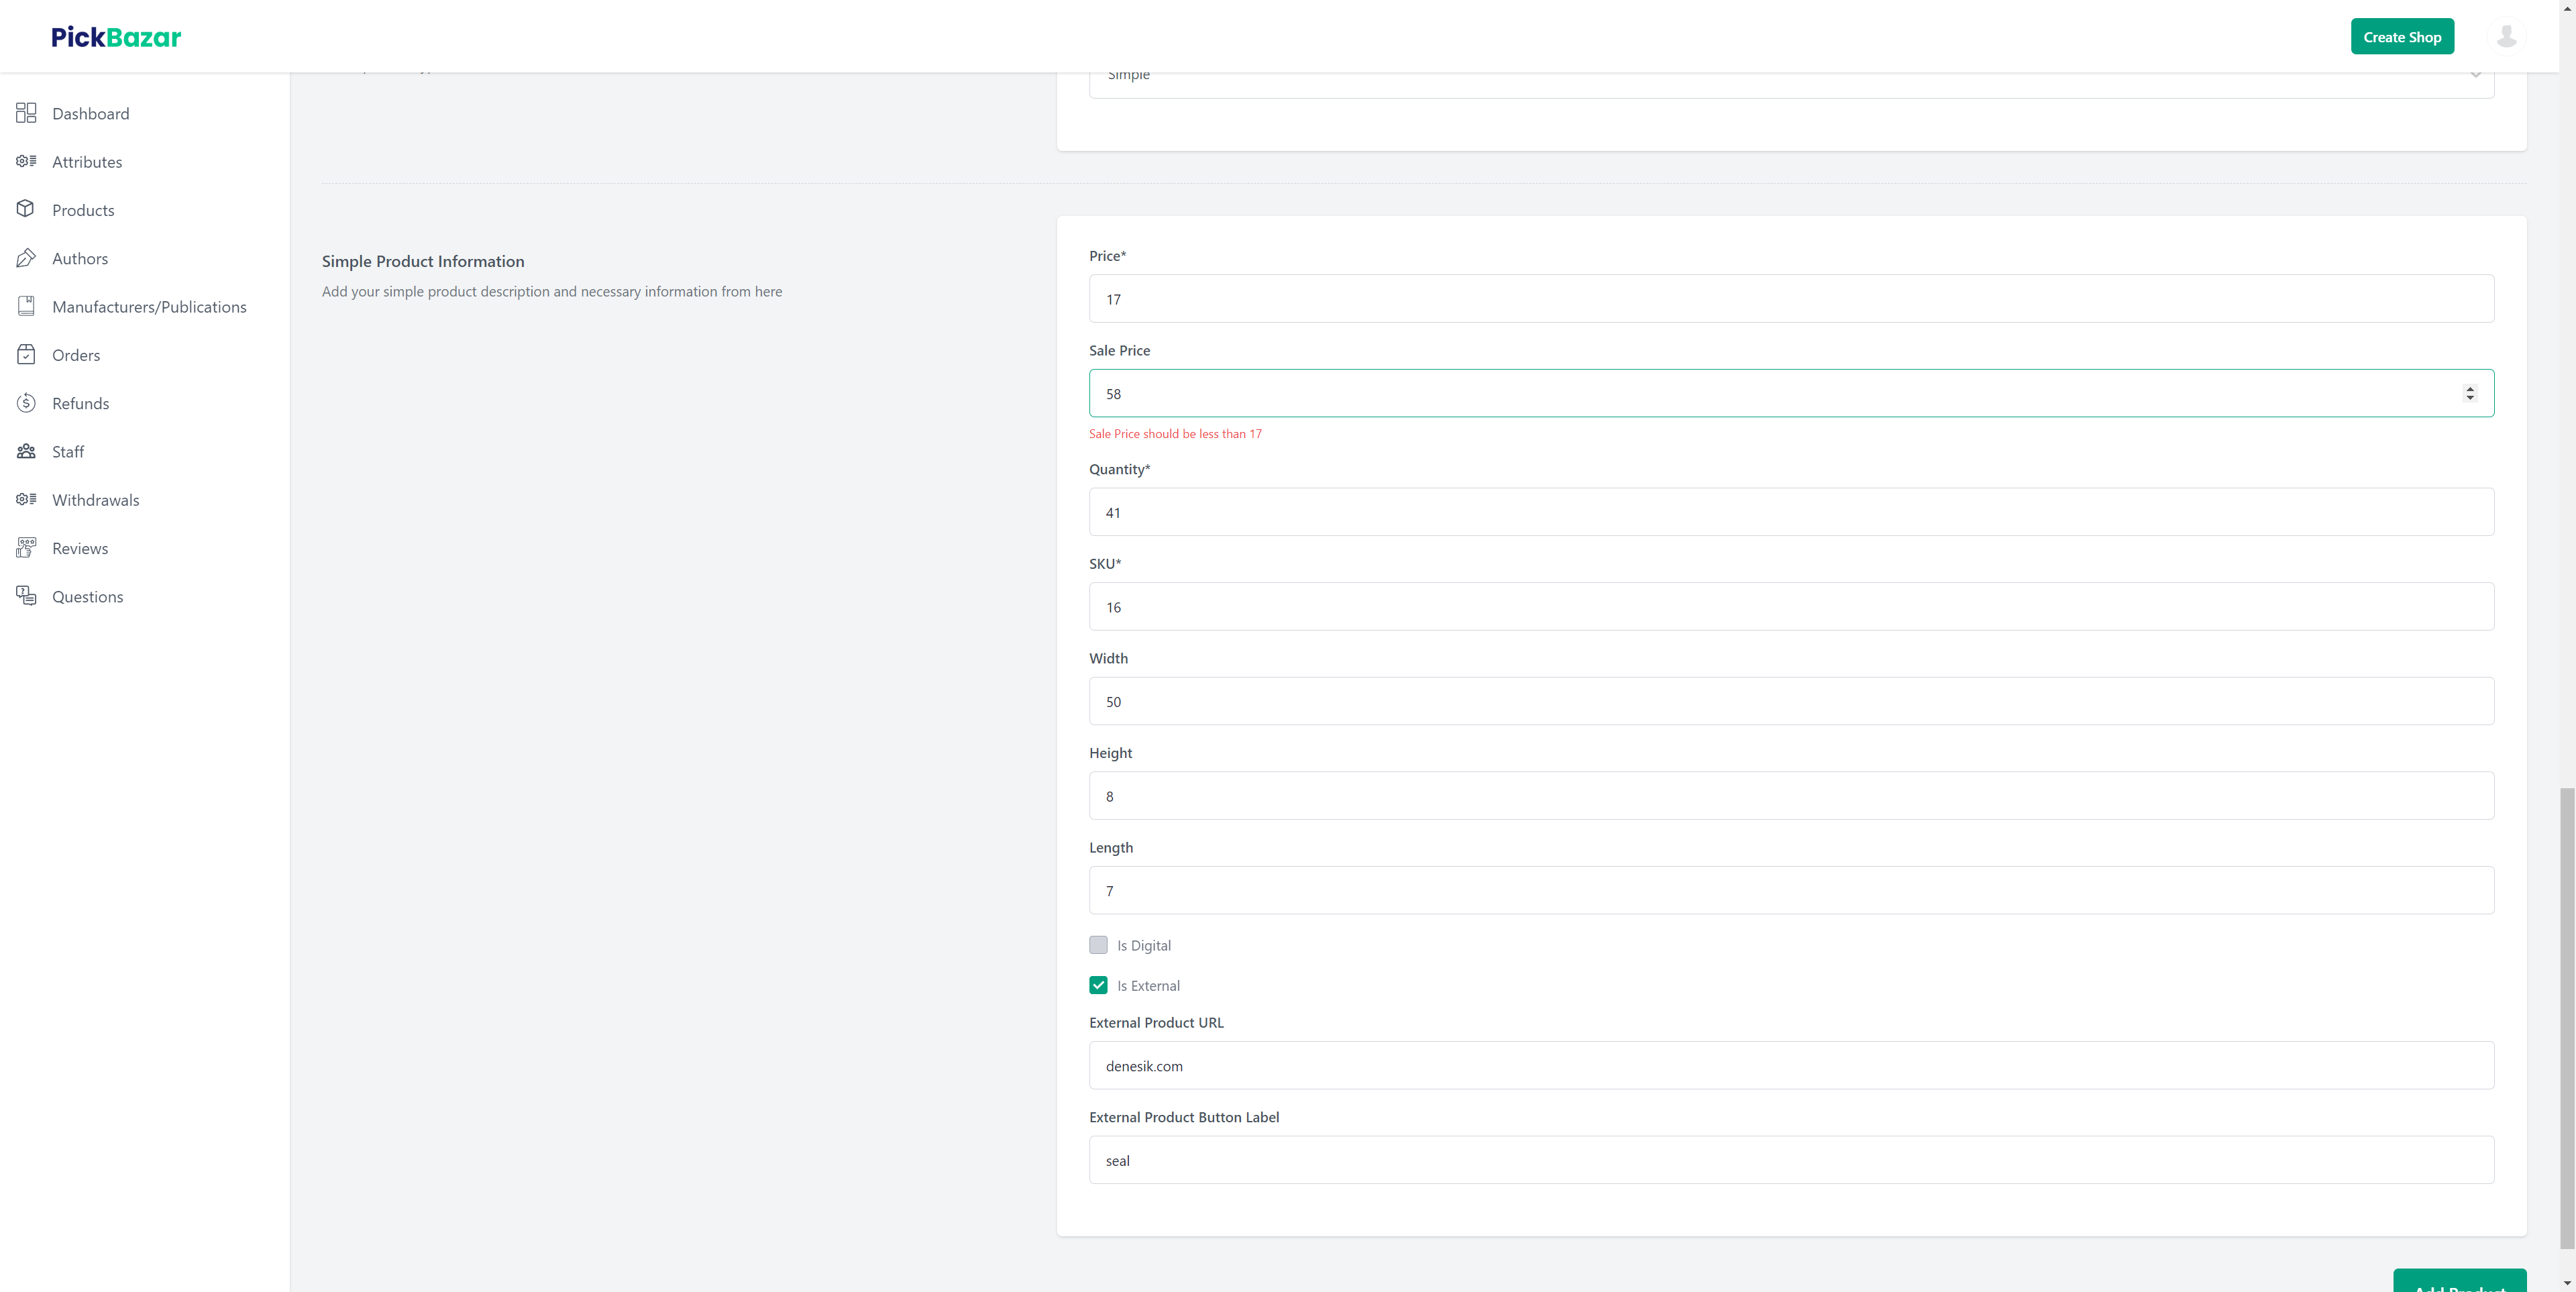 PickBazar
Create Shop
Simple
Dashboard
Attributes
Products
Authors
Manufacturers/Publications
Orders
Refunds
Staff
Withdrawals
Reviews
Questions
Simple Product Information
Add your simple product description and necessary information from here
Price*
17
Sale Price
58
Sale Price should be less than 17
Quantity*
41
SKU*
16
Width
50
Height
8
Length
7
Is Digital
Is External
External Product URL
denesik.com
External Product Button Label
seal
Add Product